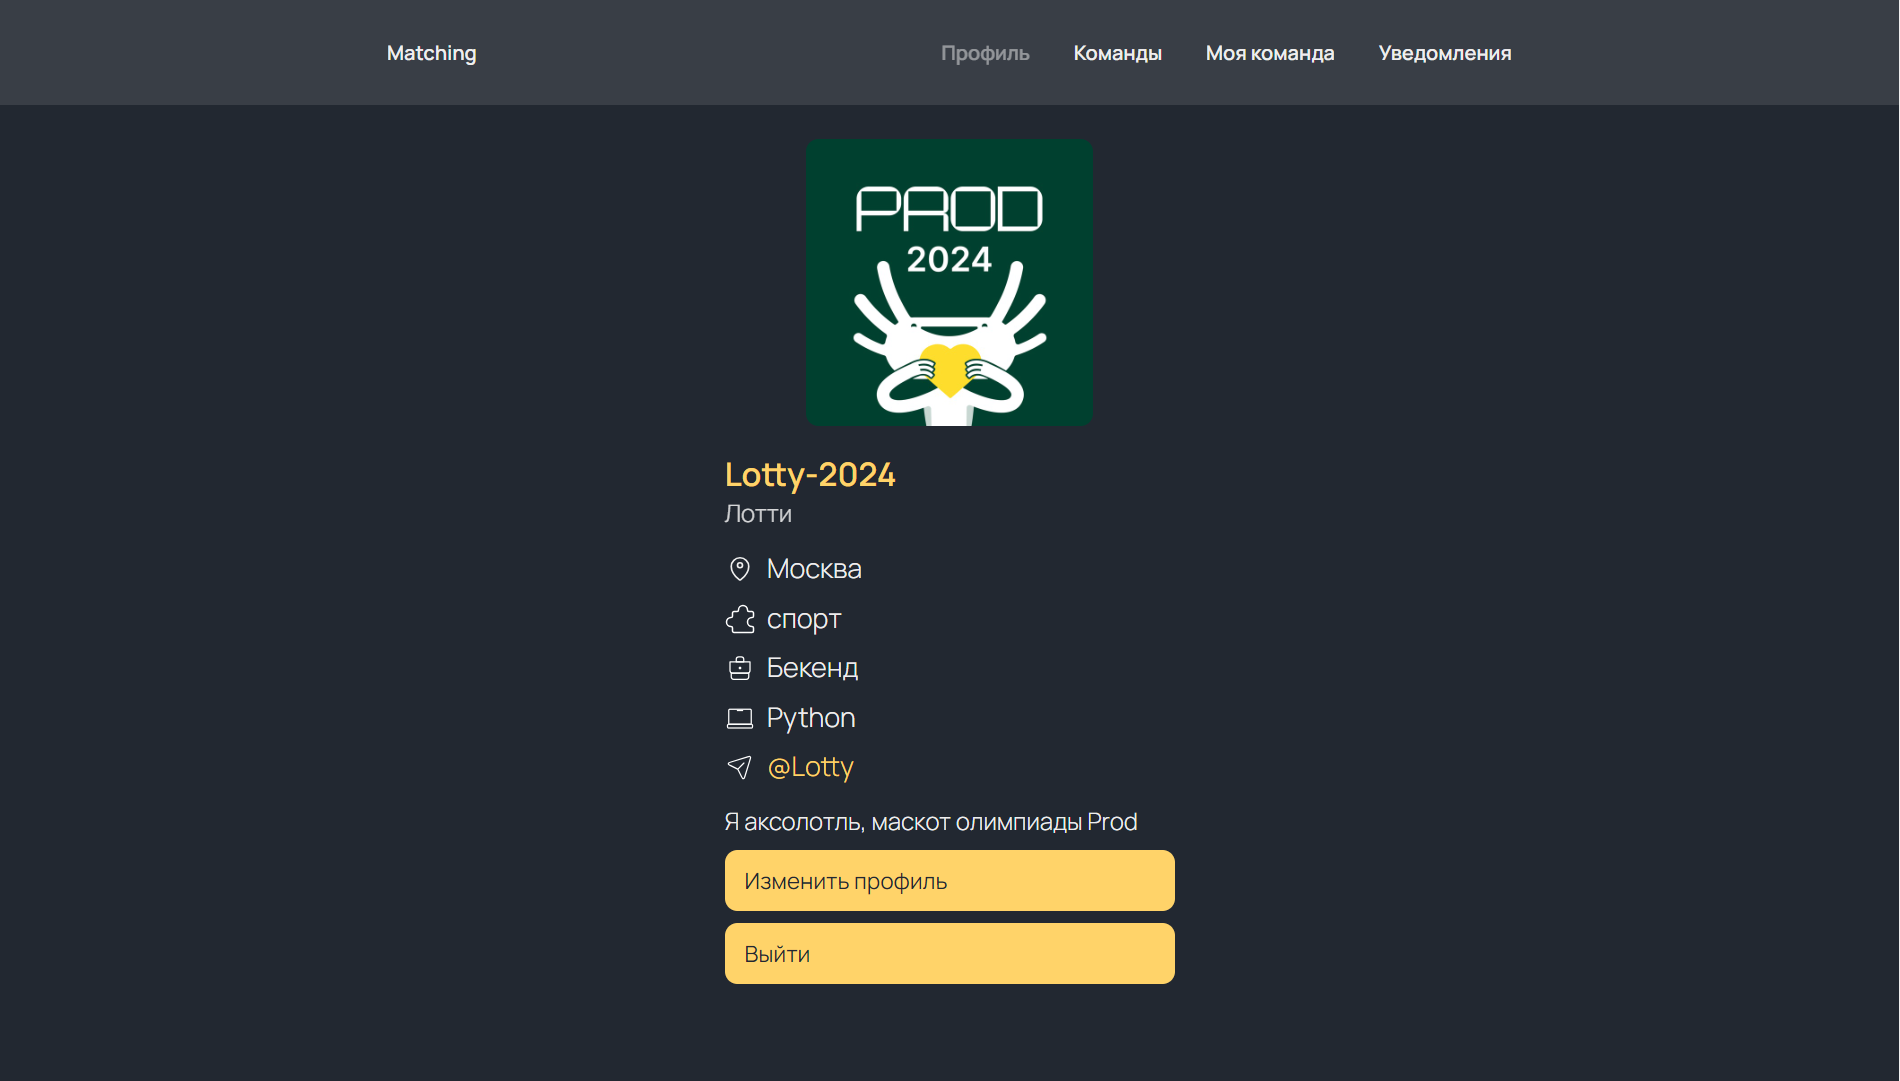 Matching
Профиль
Команды
Моя команда
Уведомления
PROD
2024
Lotty-2024
Лотти
Москва
спорт
Бекенд
Python
@Lotty
Я аксолотль, маскот олимпиады Prod
Изменить профиль
Выйти